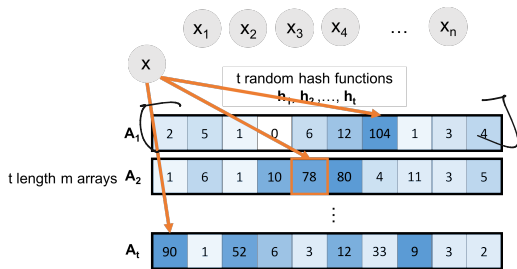 x₁ x₂ x₃ x₄ … xₙ
x
t random hash functions
h₁, h₂ ,…, hₜ
A₁ 2 5 1 0 6 12 104 1 3 4
t length m arrays A₂ 1 6 1 10 78 80 4 11 3 5
⋮
Aₜ 90 1 52 6 3 12 33 9 3 2